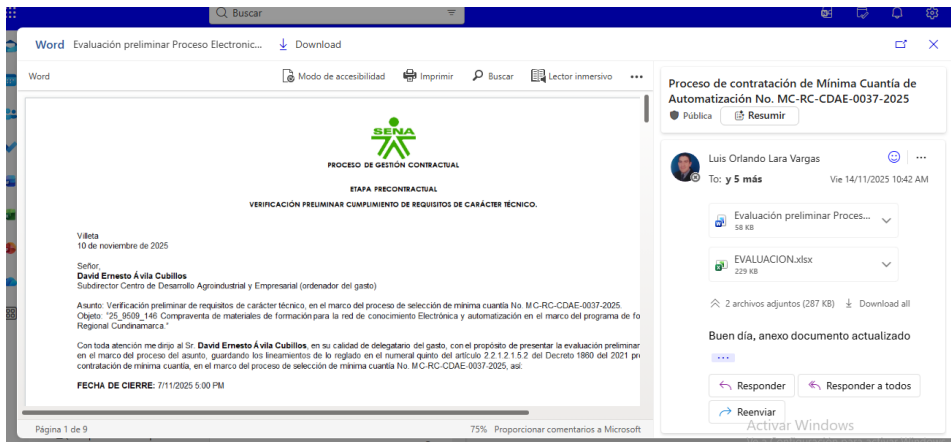 Buscar
Word Evaluación preliminar Proceso Electronic... Download
Word Modo de accesibilidad Imprimir Buscar Lector inmersivo ...
SENA
PROCESO DE GESTIÓN CONTRACTUAL
ETAPA PRECONTRACTUAL
VERIFICACIÓN PRELIMINAR CUMPLIMIENTO DE REQUISITOS DE CARÁCTER TÉCNICO.
Villeta
10 de noviembre de 2025
Señor,
David Ernesto Ávila Cubillos
Subdirector Centro de Desarrollo Agroindustrial y Empresarial (ordenador del gasto)
Asunto: Verificación preliminar de requisitos de carácter técnico, en el marco del proceso de selección de mínima cuantía No. MC-RC-CDAE-0037-2025.
Objeto: "25_9509_146 Compraventa de materiales de formación para la red de conocimiento Electrónica y automatización en el marco del programa de fo
Regional Cundinamarca."
Con toda atención me dirijo al Sr. David Ernesto Ávila Cubillos, en su calidad de delegatario del gasto, con el propósito de presentar la evaluación preliminar
en el marco del proceso del asunto, guardando los lineamientos de lo reglado en el numeral quinto del artículo 2.2.1.2.1.5.2 del Decreto 1860 del 2021 pr
contratación de mínima cuantía, en el marco del proceso de selección de mínima cuantía No. MC-RC-CDAE-0037-2025, así:
FECHA DE CIERRE: 7/11/2025 5:00 PM
Página 1 de 9 75% Proporcionar comentarios a Microsoft
Proceso de contratación de Mínima Cuantía de
Automatización No. MC-RC-CDAE-0037-2025
Pública Resumir
Luis Orlando Lara Vargas
To: y 5 más Vie 14/11/2025 10:42 AM
Evaluación preliminar Proces...
58 KB
EVALUACION.xlsx
229 KB
2 archivos adjuntos (287 KB) Download all
Buen día, anexo documento actualizado
...
Responder Responder a todos
Reenviar
Activar Windows